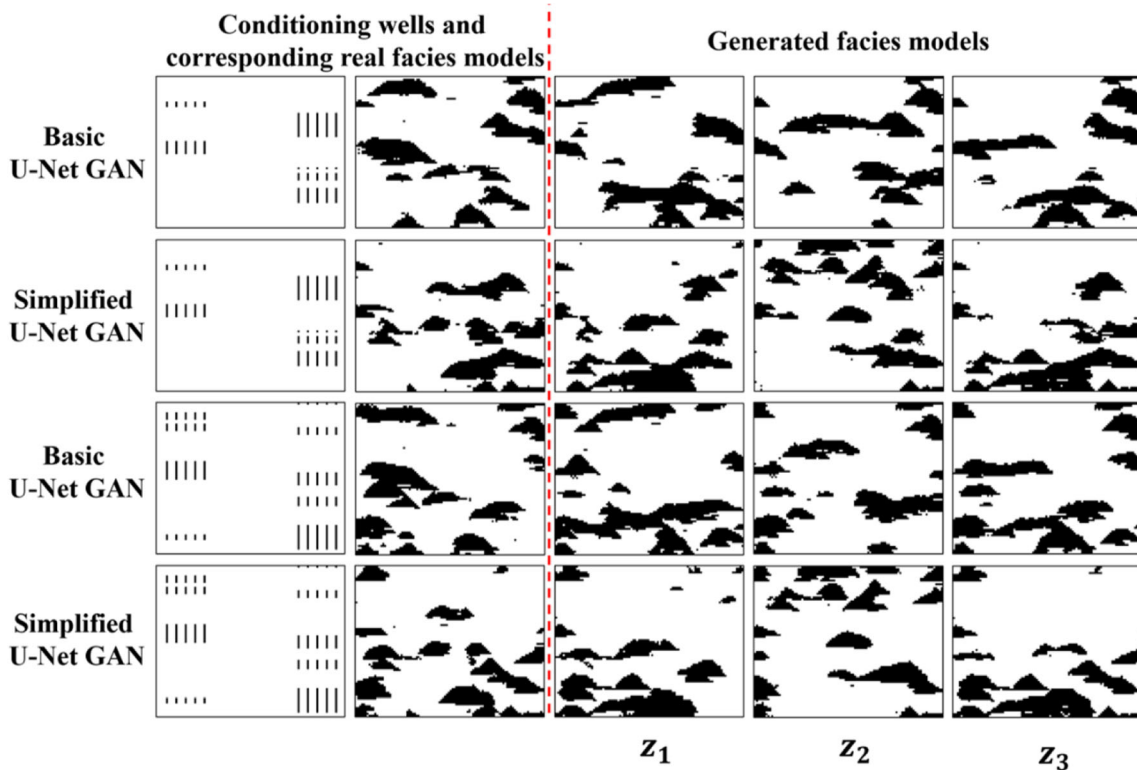 Conditioning wells and
corresponding real facies models
Generated facies models
Basic
U-Net GAN
Simplified
U-Net GAN
Basic
U-Net GAN
Simplified
U-Net GAN
z₁
z₂
z₃